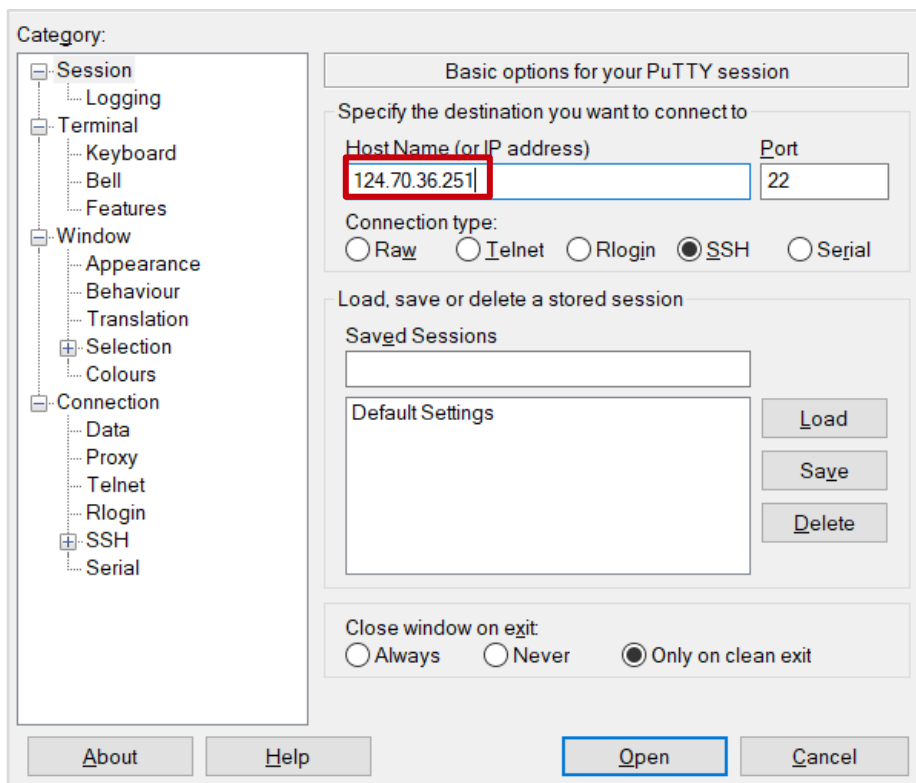 Category:
Session
Logging
Terminal
Keyboard
Bell
Features
Window
Appearance
Behaviour
Translation
Selection
Colours
Connection
Data
Proxy
Telnet
Rlogin
SSH
Serial
Basic options for your PuTTY session
Specify the destination you want to connect to
Host Name (or IP address) Port
124.70.36.251 22
Connection type:
Raw Telnet Rlogin SSH Serial
Load, save or delete a stored session
Saved Sessions
Default Settings
Load
Save
Delete
Close window on exit:
Always Never Only on clean exit
About Help Open Cancel